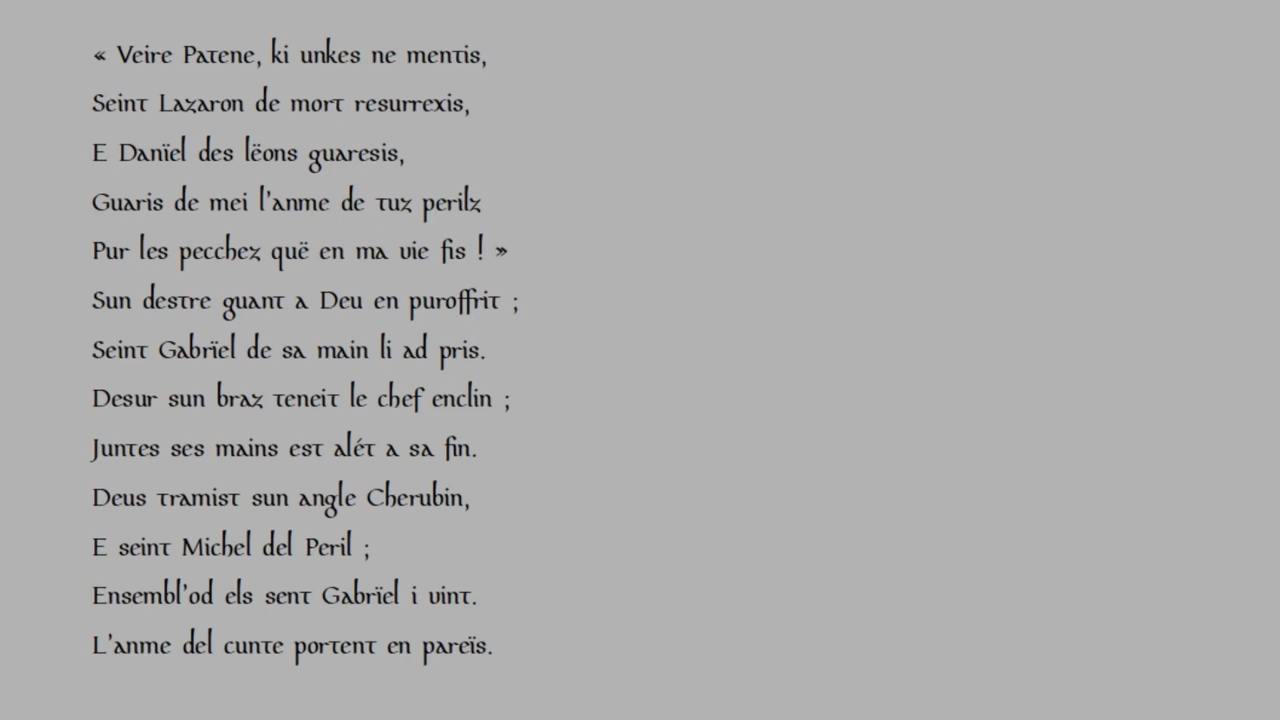 « Veire Patene, ki unkes ne mentis,
Seint Lazaron de mort resurrexis,
E Danïel des lëons guaresis,
Guaris de mei l'anme de tuz perilz
Pur les pecchez quë en ma vie fis ! »
Sun destre guant a Deu en puroffrit ;
Seint Gabrïel de sa main li ad pris.
Desur sun braz teneit le chef enclin ;
Juntes ses mains est alét a sa fin.
Deus tramist sun angle Cherubin,
E seint Michel del Peril ;
Ensembl'od els sent Gabrïel i vint.
L'anme del cunte portent en pareïs.